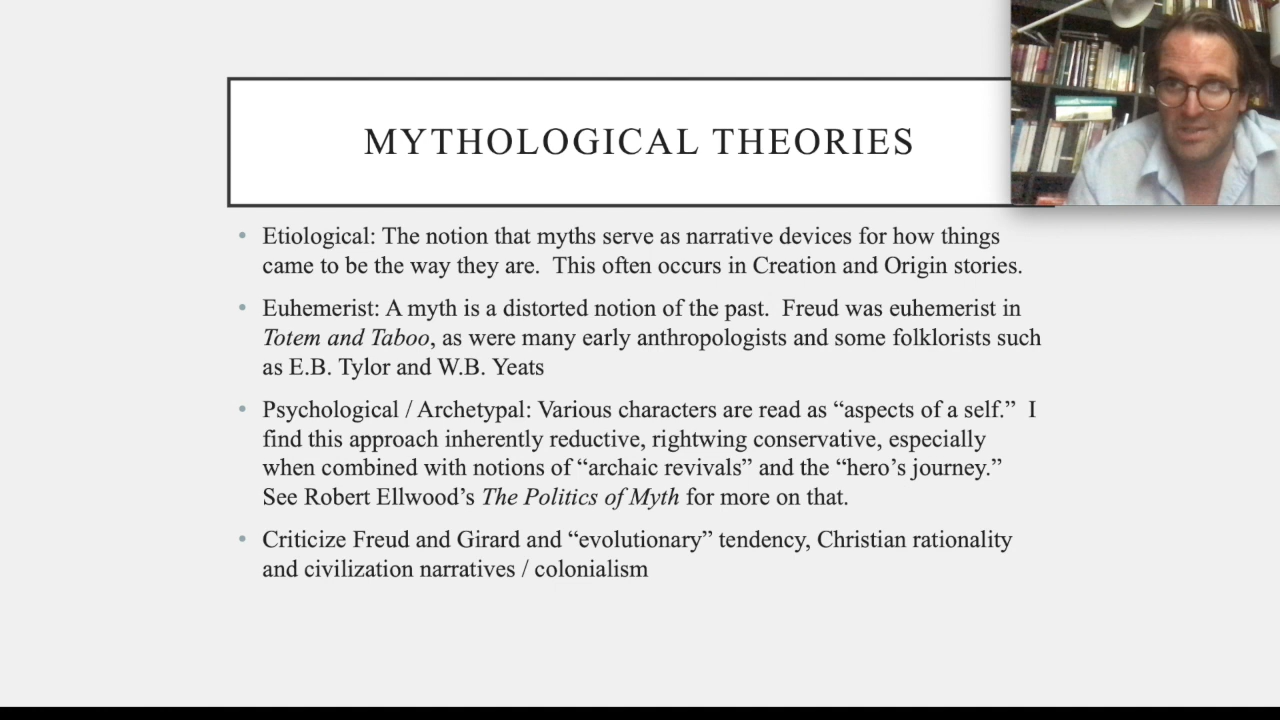 MYTHOLOGICAL THEORIES
• Etiological: The notion that myths serve as narrative devices for how things
came to be the way they are.  This often occurs in Creation and Origin stories.
• Euhemerist: A myth is a distorted notion of the past.  Freud was euhemerist in
Totem and Taboo, as were many early anthropologists and some folklorists such
as E.B. Tylor and W.B. Yeats
• Psychological / Archetypal: Various characters are read as “aspects of a self.”  I
find this approach inherently reductive, rightwing conservative, especially
when combined with notions of “archaic revivals” and the “hero’s journey.”
See Robert Ellwood’s The Politics of Myth for more on that.
• Criticize Freud and Girard and “evolutionary” tendency, Christian rationality
and civilization narratives / colonialism